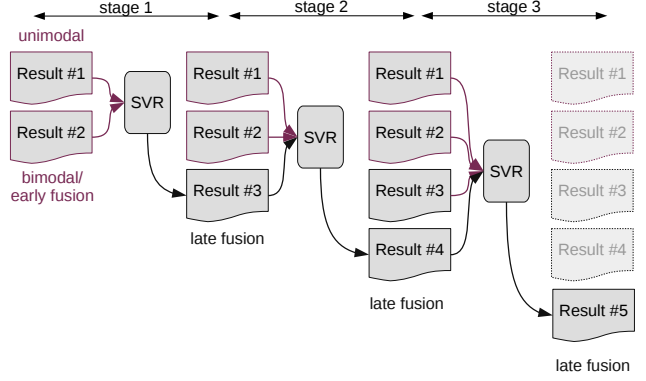 stage 1
stage 2
stage 3
unimodal
Result #1
Result #2
bimodal/
early fusion
SVR
Result #1
Result #2
Result #3
late fusion
SVR
Result #1
Result #2
Result #3
Result #4
late fusion
SVR
Result #1
Result #2
Result #3
Result #4
Result #5
late fusion